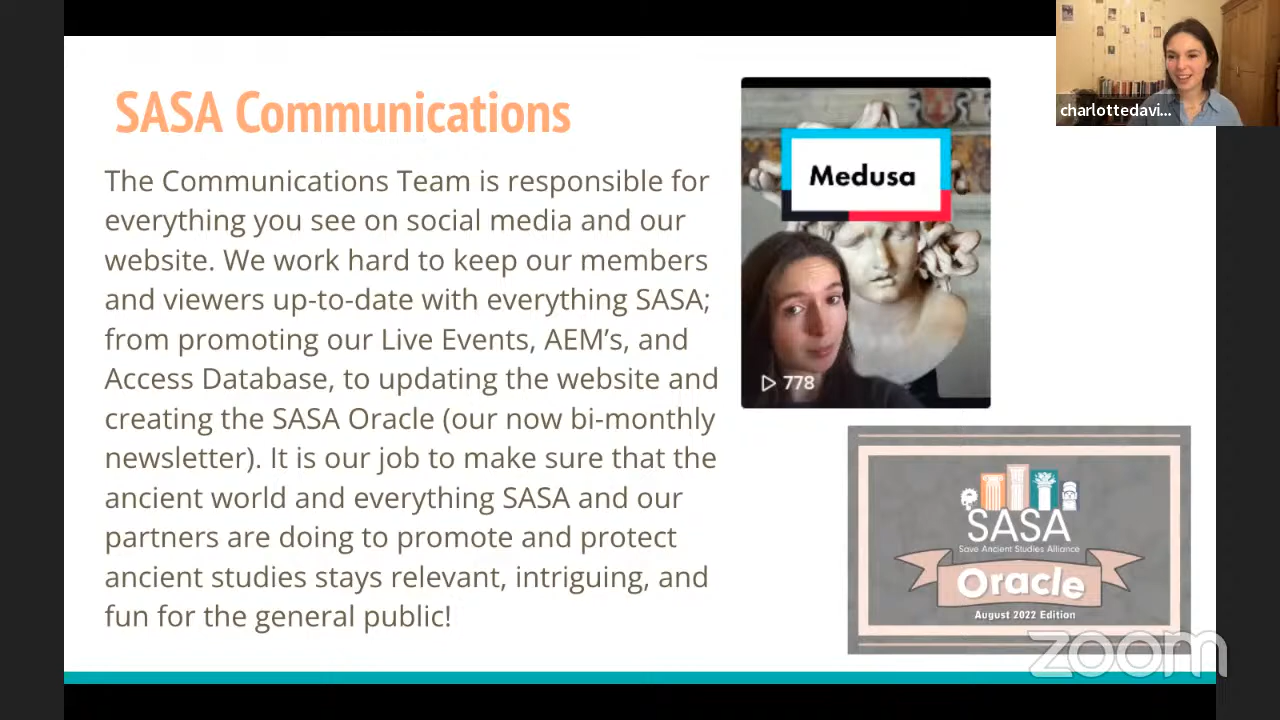 SASA Communications
The Communications Team is responsible for
everything you see on social media and our
website. We work hard to keep our members
and viewers up-to-date with everything SASA;
from promoting our Live Events, AEM's, and
Access Database, to updating the website and
creating the SASA Oracle (our now bi-monthly
newsletter). It is our job to make sure that the
ancient world and everything SASA and our
partners are doing to promote and protect
ancient studies stays relevant, intriguing, and
fun for the general public!
Medusa
778
charlottedavi...
SASA
Save Ancient Studies Alliance
Oracle
August 2022 Edition
zoom